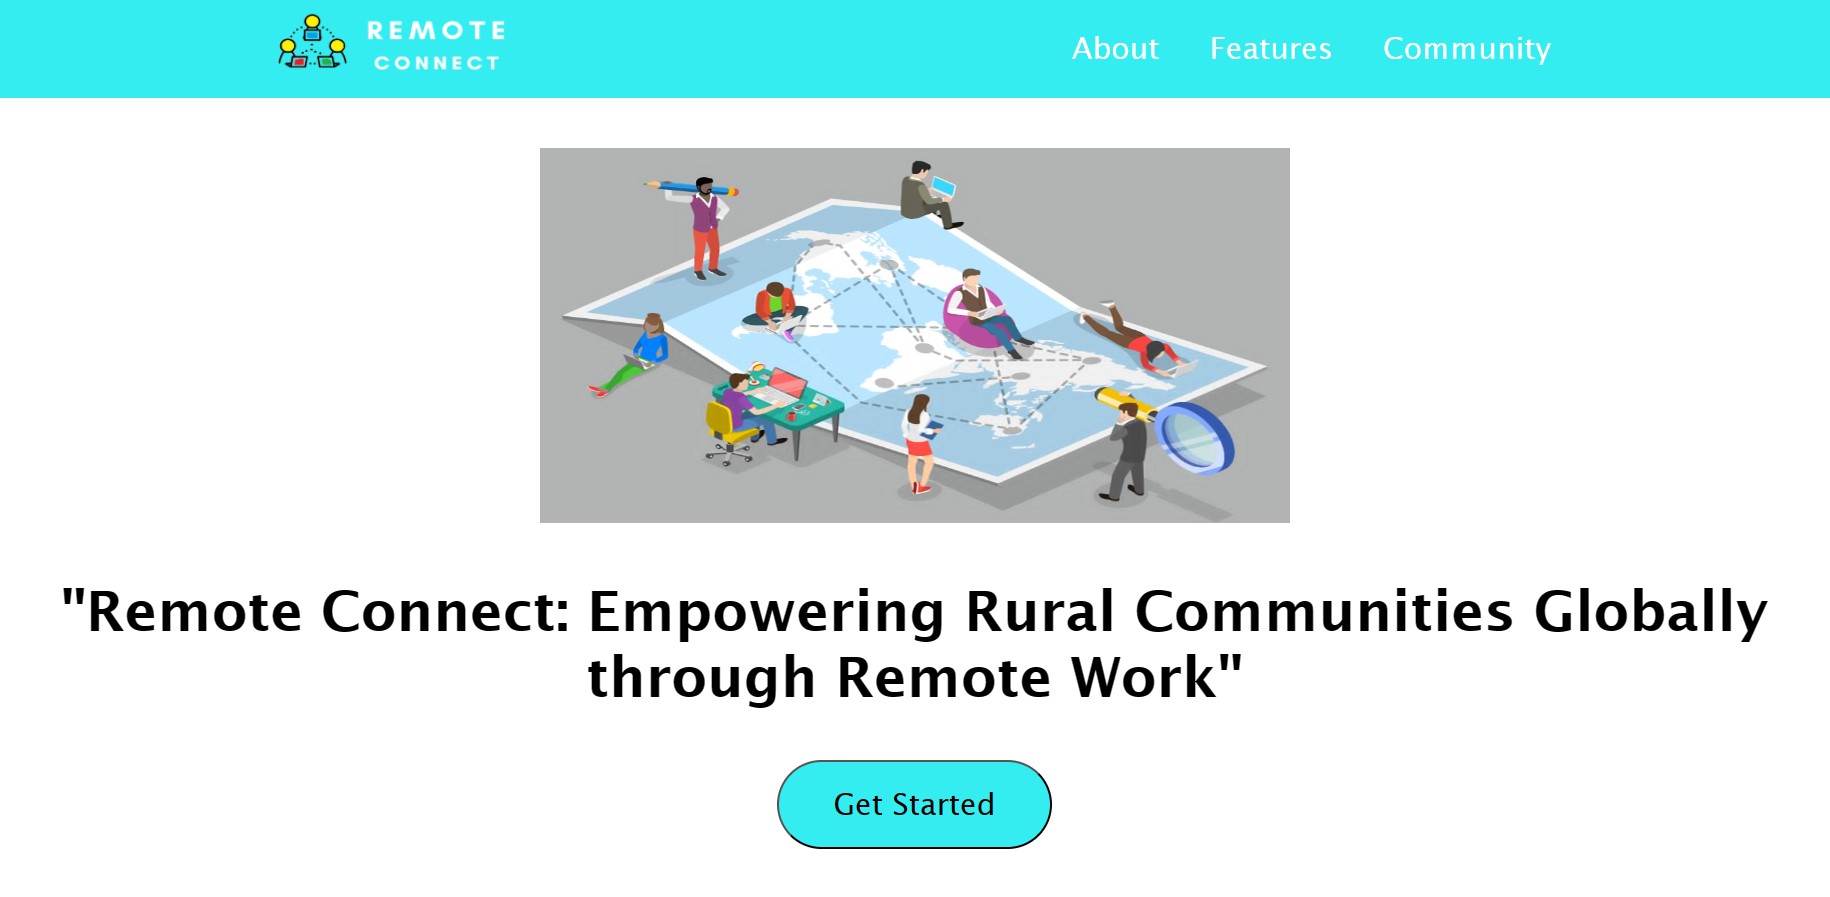 REMOTE
CONNECT
About Features Community
"Remote Connect: Empowering Rural Communities Globally
through Remote Work"
Get Started